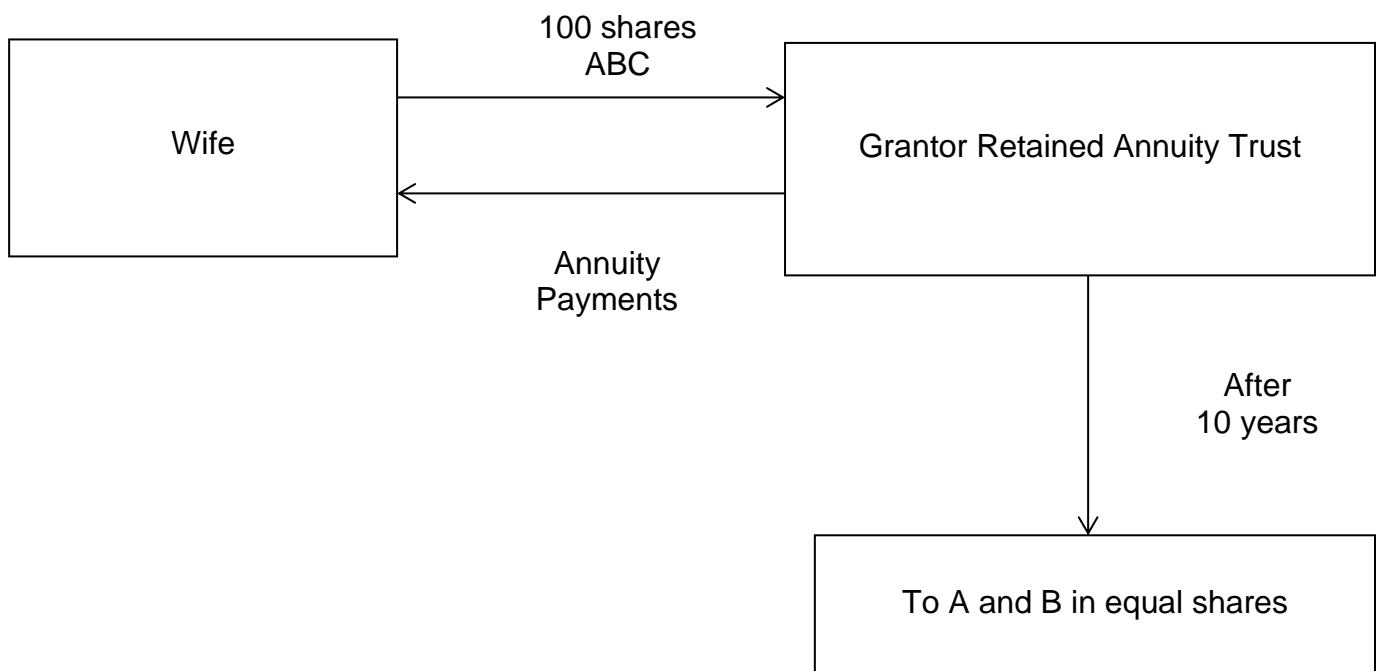 100 shares
ABC
Wife
Grantor Retained Annuity Trust
Annuity
Payments
After
10 years
To A and B in equal shares